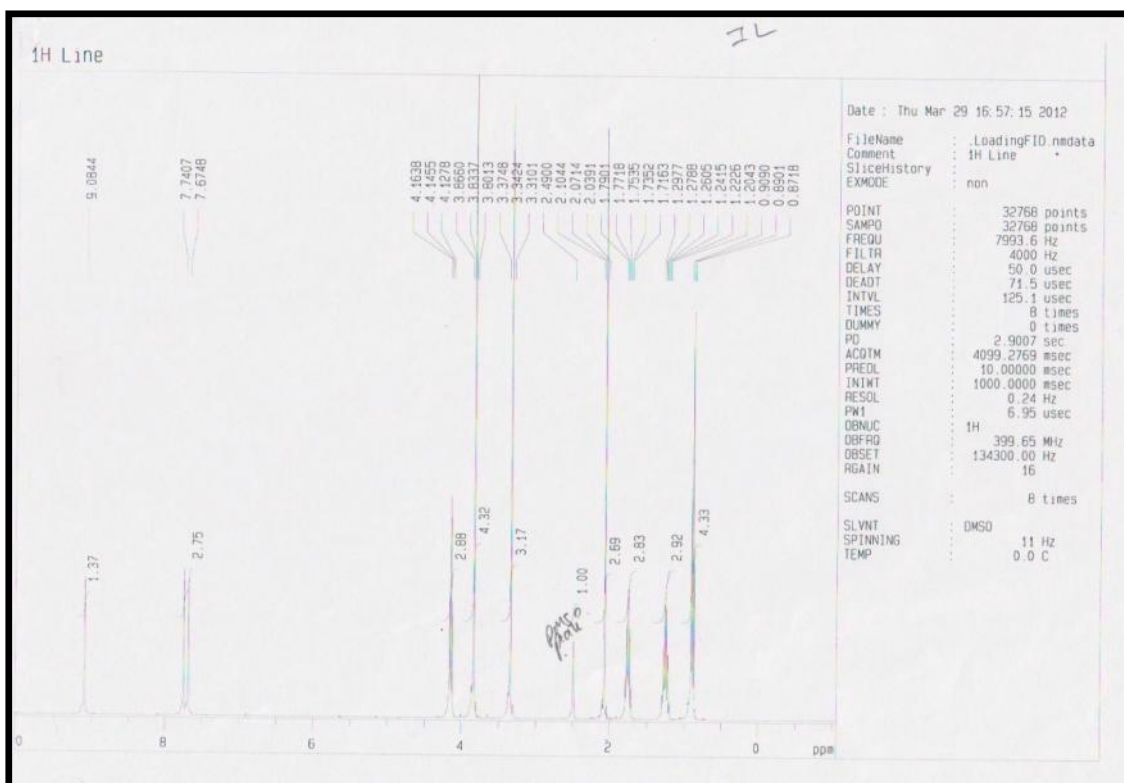 IL
1H Line
9.0844
7.7407
7.6748
4.1638
4.1455
4.1278
3.8660
3.8337
3.8013
3.3748
3.3424
3.3101
2.4900
2.1044
2.0714
2.0391
1.7901
1.7718
1.7535
1.7352
1.7163
1.2977
1.2788
1.2605
1.2415
1.2226
1.2043
0.9090
0.8901
0.8718
1.37
2.75
2.88
4.32
3.17
DMSO
peak
1.00
2.69
2.83
2.92
4.33
0 8 6 4 2 0 ppm
Date : Thu Mar 29 16:57:15 2012
FileName : .LoadingFID.nmdata
Comment : 1H Line
SliceHistory :
EXMODE : non
POINT : 32768 points
SAMPO : 32768 points
FREQU : 7993.6 Hz
FILTR : 4000 Hz
DELAY : 50.0 usec
DEADT : 71.5 usec
INTVL : 125.1 usec
TIMES : 8 times
DUMMY : 0 times
PD : 2.9007 sec
ACQTM : 4099.2769 msec
PREDL : 10.00000 msec
INIWT : 1000.0000 msec
RESOL : 0.24 Hz
PW1 : 6.95 usec
OBNUC : 1H
OBFRQ : 399.65 MHz
OBSET : 134300.00 Hz
RGAIN : 16
SCANS : 8 times
SLVNT : DMSO
SPINNING : 11 Hz
TEMP : 0.0 C